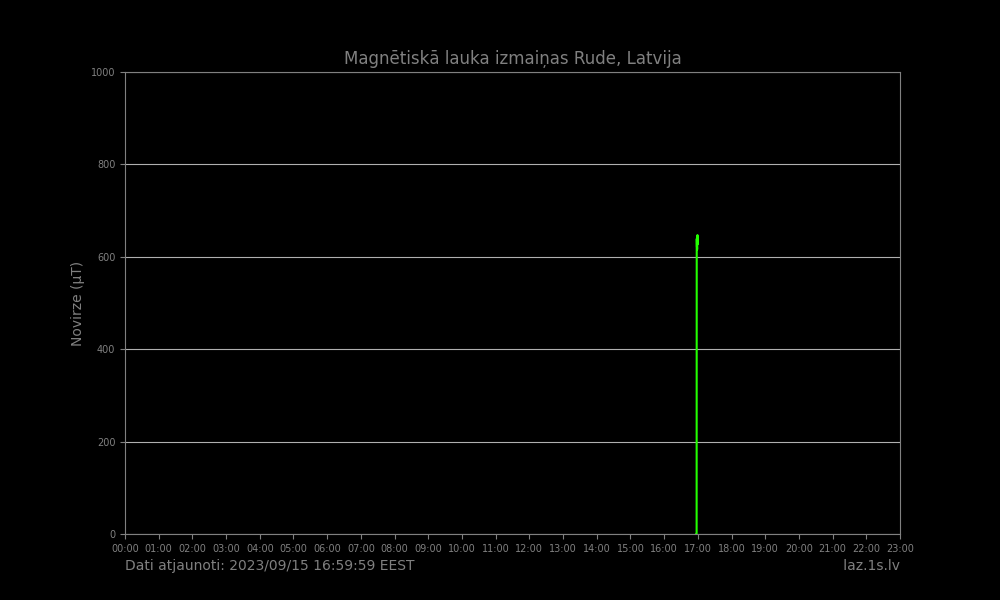 Magnētiskā lauka izmaiņas Rude, Latvija
1000
800
600
400
200
0
Novirze (μT)
00:00 01:00 02:00 03:00 04:00 05:00 06:00 07:00 08:00 09:00 10:00 11:00 12:00 13:00 14:00 15:00 16:00 17:00 18:00 19:00 20:00 21:00 22:00 23:00
Dati atjaunoti: 2023/09/15 16:59:59 EEST
laz.1s.lv